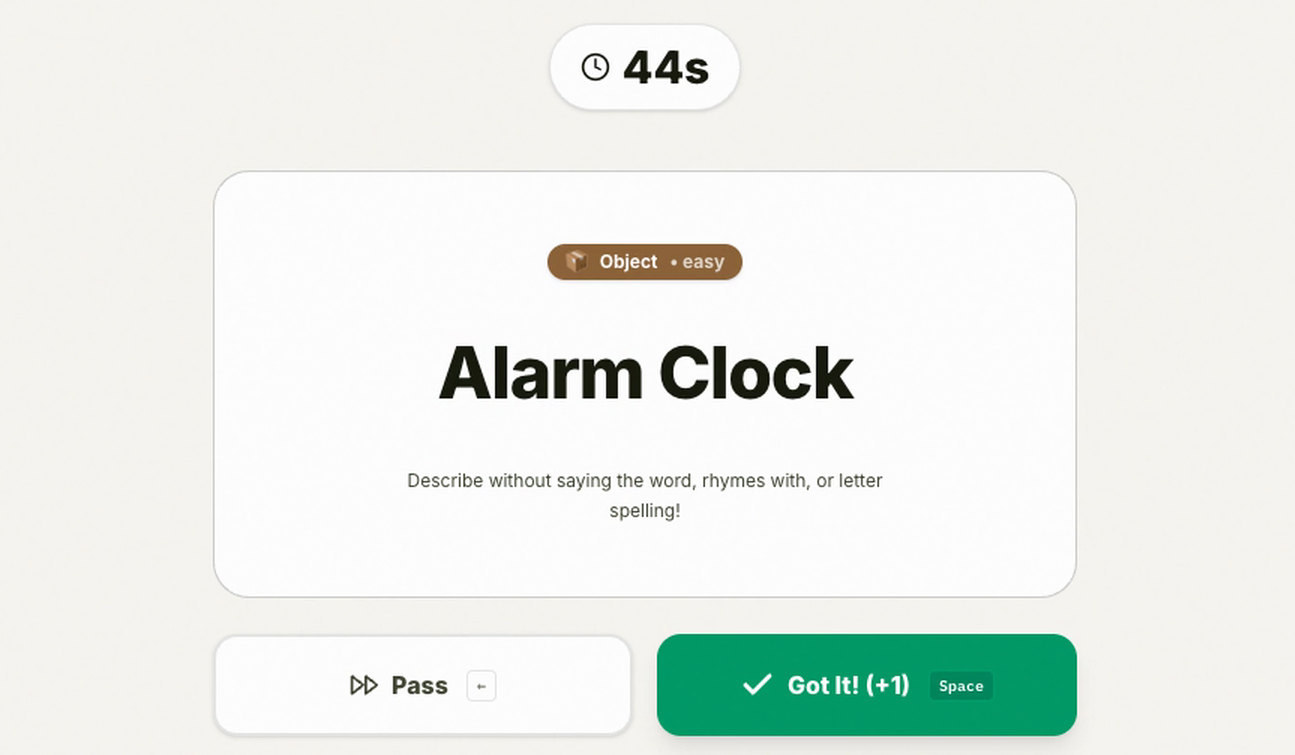 44s
📦 Object • easy
Alarm Clock
Describe without saying the word, rhymes with, or letter
spelling!
Pass ←
Got It! (+1) Space